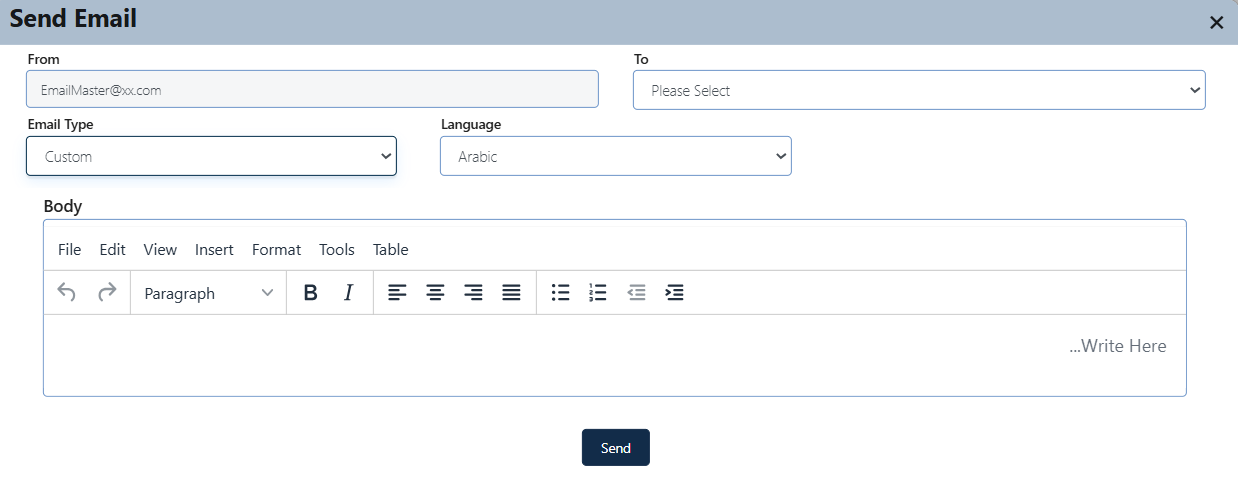 Send Email
From
To
EmailMaster@xx.com
Please Select
Email Type
Language
Custom
Arabic
Body
File Edit View Insert Format Tools Table
Paragraph B I
...Write Here
Send